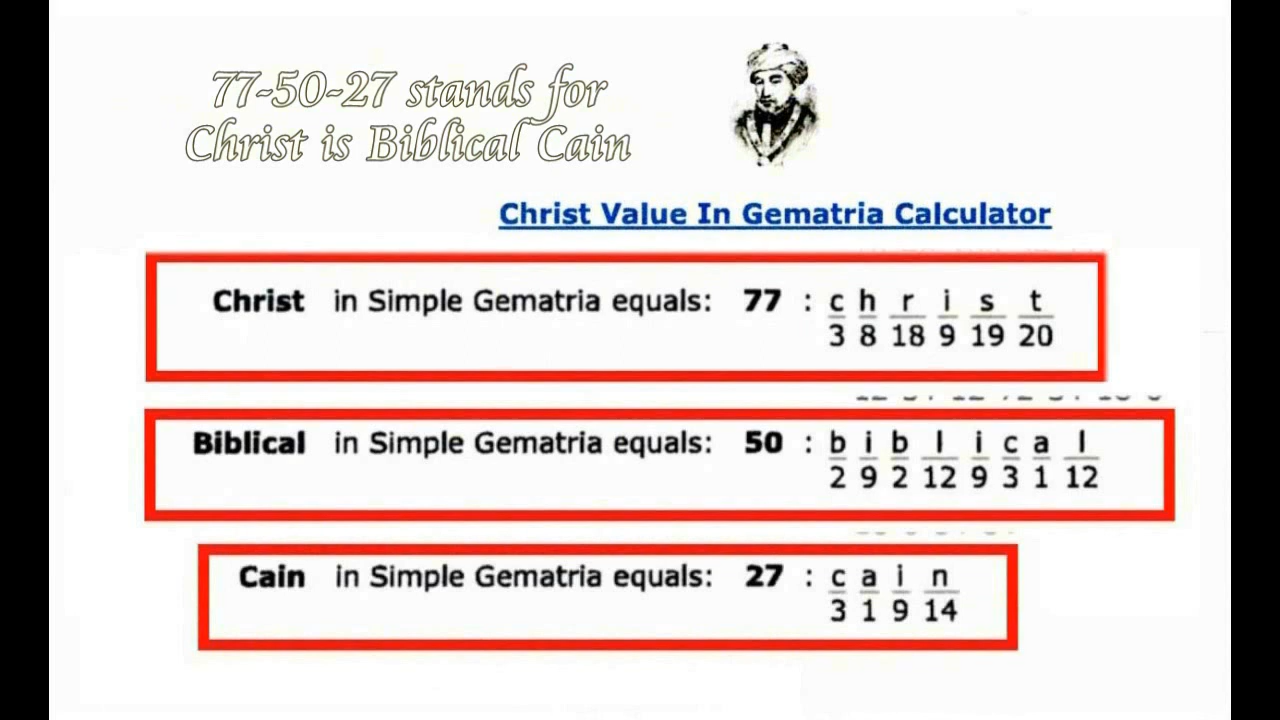 77-50-27 stands for
Christ is Biblical Cain
Christ Value In Gematria Calculator
Christ in Simple Gematria equals: 77 : c h r i s t
3 8 18 9 19 20
Biblical in Simple Gematria equals: 50 : b i b l i c a l
2 9 2 12 9 3 1 12
Cain in Simple Gematria equals: 27 : c a i n
3 1 9 14